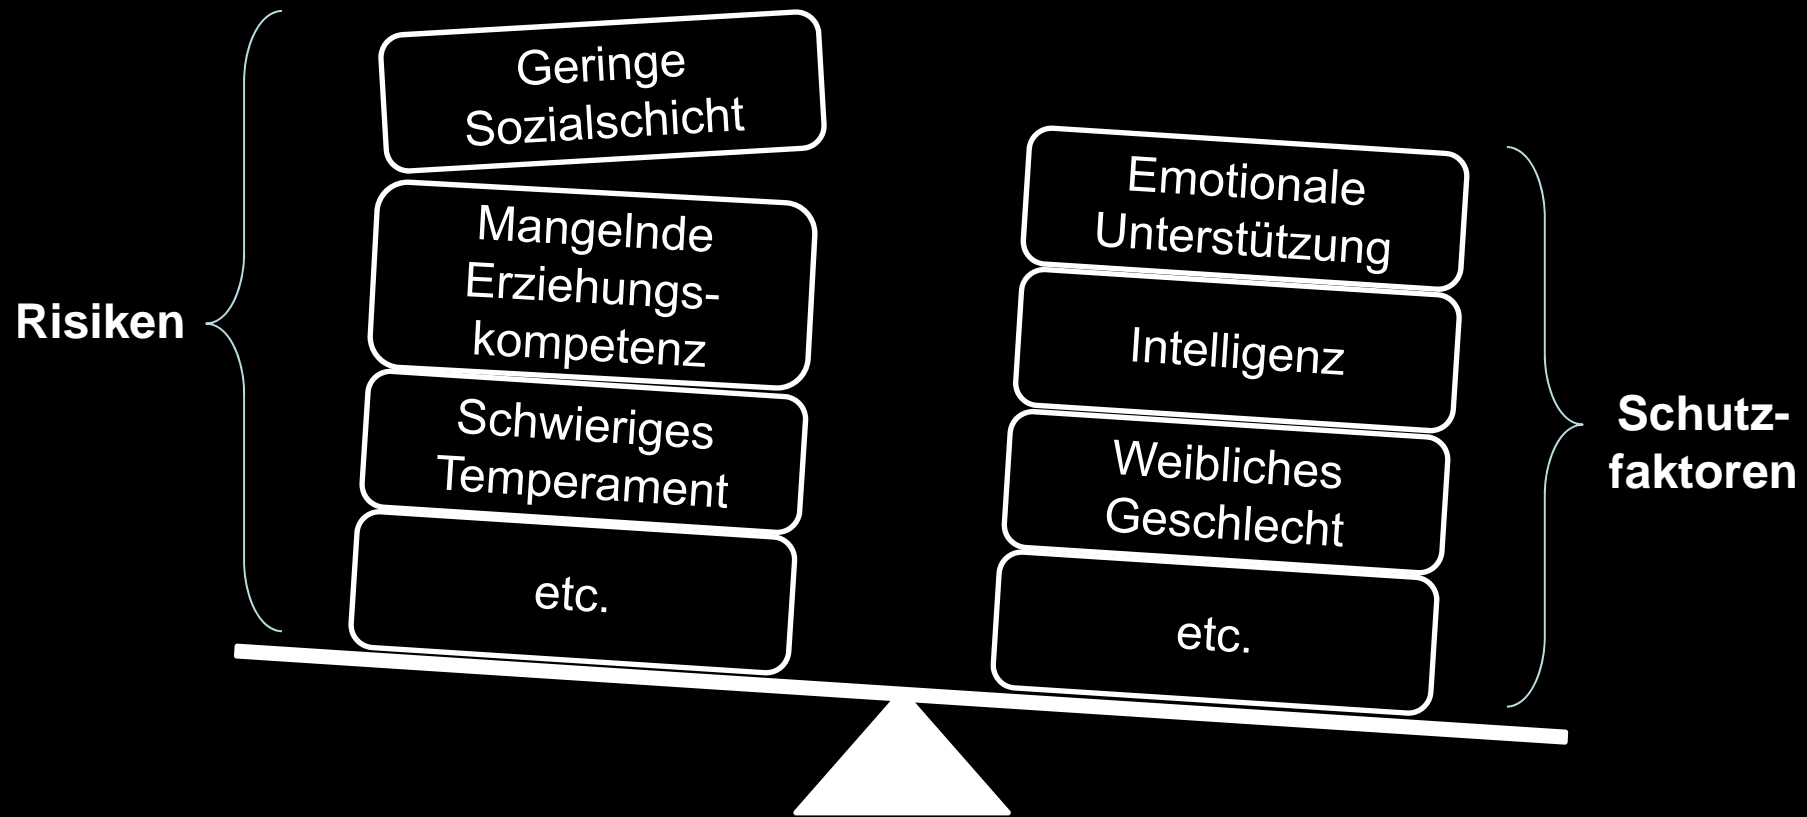 Risiken
Geringe
Sozialschicht
Mangelnde
Erziehungs-
kompetenz
Schwieriges
Temperament
etc.
Emotionale
Unterstützung
Intelligenz
Weibliches
Geschlecht
etc.
Schutz-
faktoren